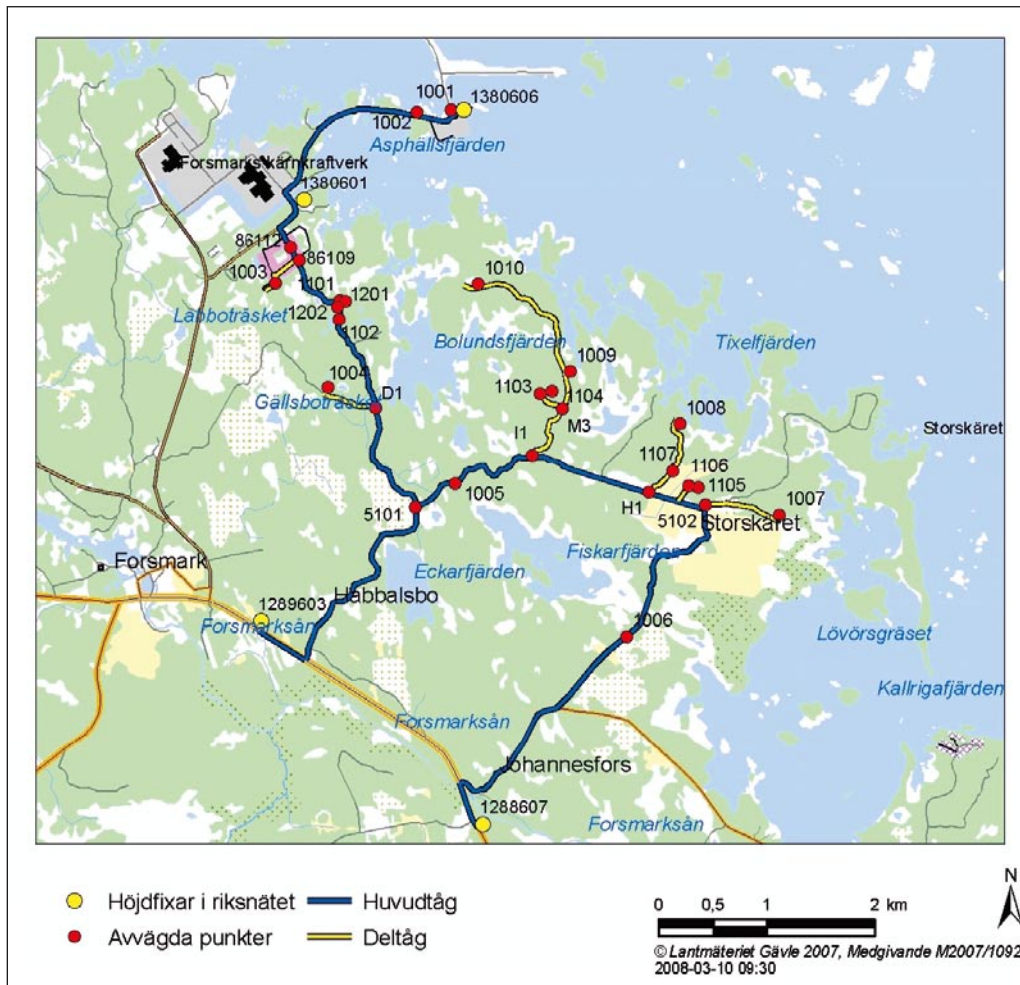 1001
1380606
1002
Asphällsfjärden
Forsmarks kärnkraftverk
1380601
86112
86109
1003
1101
1201
1010
Labboträsket
1202
1102
Bolundsfjärden
Tixelfjärden
1009
1004
1103
D1
1104
Gällsboträsket
M3
1008
Storskäret
I1
1107
1106
1005
1105
H1
1007
5101
5102
Storskäret
Fiskarfjärden
Forsmark
Eckarfjärden
Habbalsbo
1289603
Forsmarksån
1006
Lövörsgräset
Kallrigafjärden
Forsmarksån
Johannesfors
1288607
Forsmarksån
Höjdfixar i riksnätet
Huvudtåg
Avvägda punkter
Deltåg
0 0,5 1 2 km
N
© Lantmäteriet Gävle 2007, Medgivande M2007/1092
2008-03-10 09:30